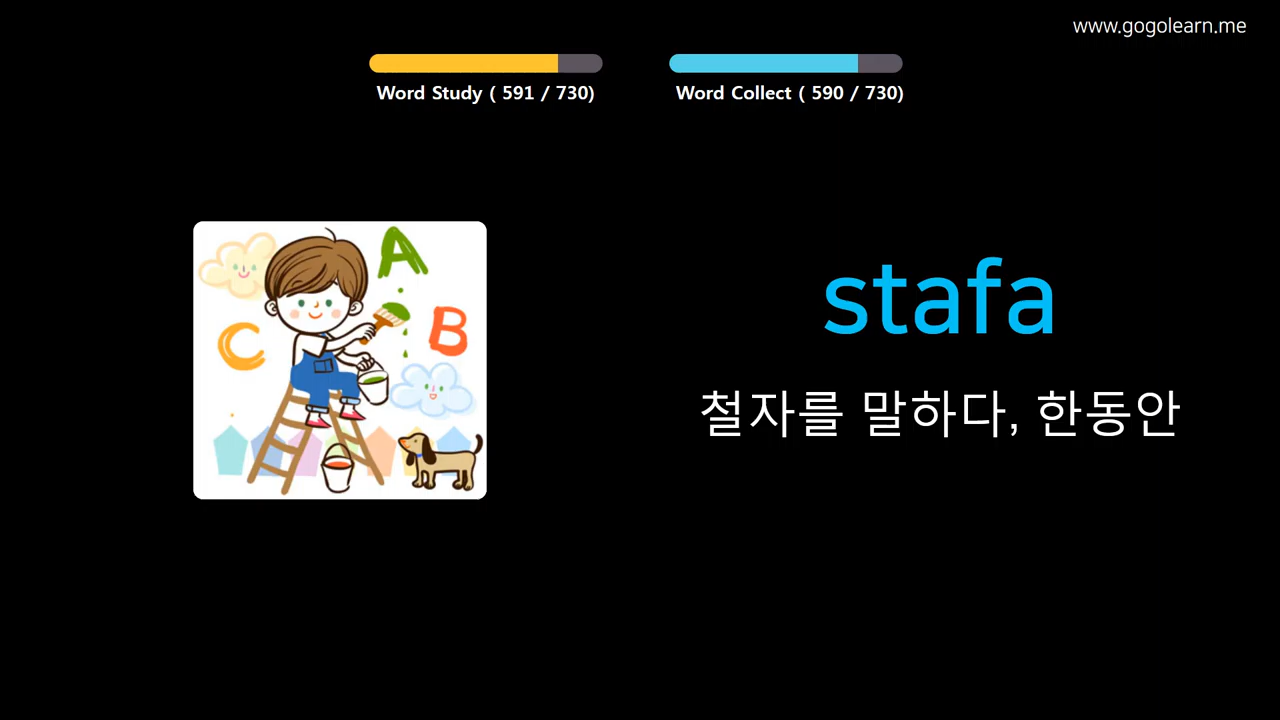 www.gogolearn.me
Word Study ( 591 / 730)
Word Collect ( 590 / 730)
A
B
C
stafa
철자를 말하다, 한동안